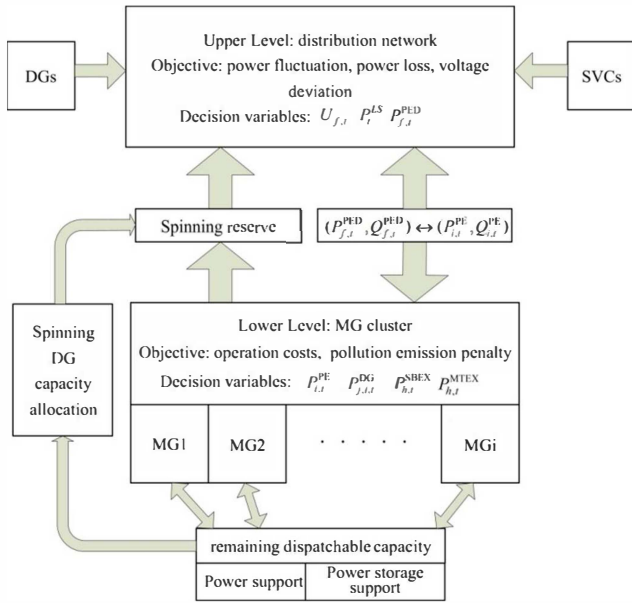 Upper Level: distribution network
Objective: power fluctuation, power loss, voltage
deviation
Decision variables: U_{f,t} P_t^{LS} P_{f,t}^{PED}
DGs
SVCs
Spinning reserve
(P_{f,t}^{PED}, Q_{f,t}^{PED}) ↔ (P_{i,t}^{PE}, Q_{i,t}^{PE})
Spinning
DG
capacity
allocation
Lower Level: MG cluster
Objective: operation costs, pollution emission penalty
Decision variables: P_{i,t}^{PE} P_{j,i,t}^{DG} P_{h,t}^{SBEX} P_{h,t}^{MTEX}
MG1
MG2
· · · · ·
MGi
remaining dispatchable capacity
Power support
Power storage
support